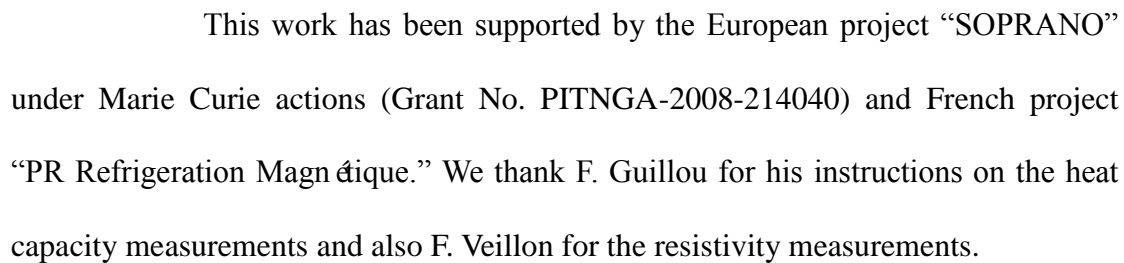 This work has been supported by the European project “SOPRANO”
under Marie Curie actions (Grant No. PITNGA-2008-214040) and French project
“PR Refrigeration Magnétique.” We thank F. Guillou for his instructions on the heat
capacity measurements and also F. Veillon for the resistivity measurements.